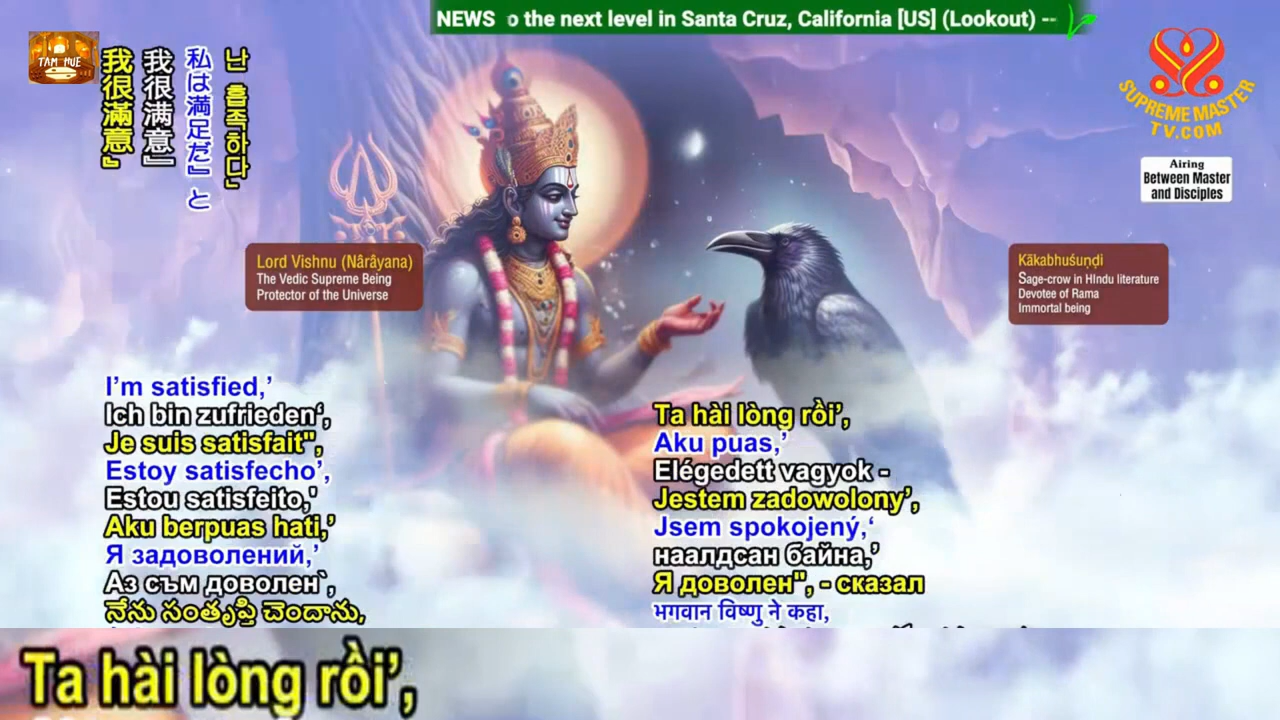 NEWS o the next level in Santa Cruz, California [US] (Lookout) --
TAM HUE
SUPREME MASTER
TV.COM
Airing
Between Master
and Disciples
난 흡족하다」
私は満足だ』と
我很满意』
我很滿意』
Lord Vishnu (Nârâyana)
The Vedic Supreme Being
Protector of the Universe
Kākabhuśuṇḍi
Sage-crow in HIndu literature
Devotee of Rama
Immortal being
I’m satisfied,’
Ich bin zufrieden‘,
Je suis satisfait",
Estoy satisfecho’,
Estou satisfeito,'
Aku berpuas hati,’
Я задоволений,’
Аз съм доволен`,
నేను సంతృప్తి చెందాను,
Ta hài lòng rồi’,
Aku puas,’
Elégedett vagyok -
Jestem zadowolony’,
Jsem spokojený,‘
наалдсан байна,’
Я доволен", - сказал
भगवान विष्णु ने कहा,
Ta hài lòng rồi’,